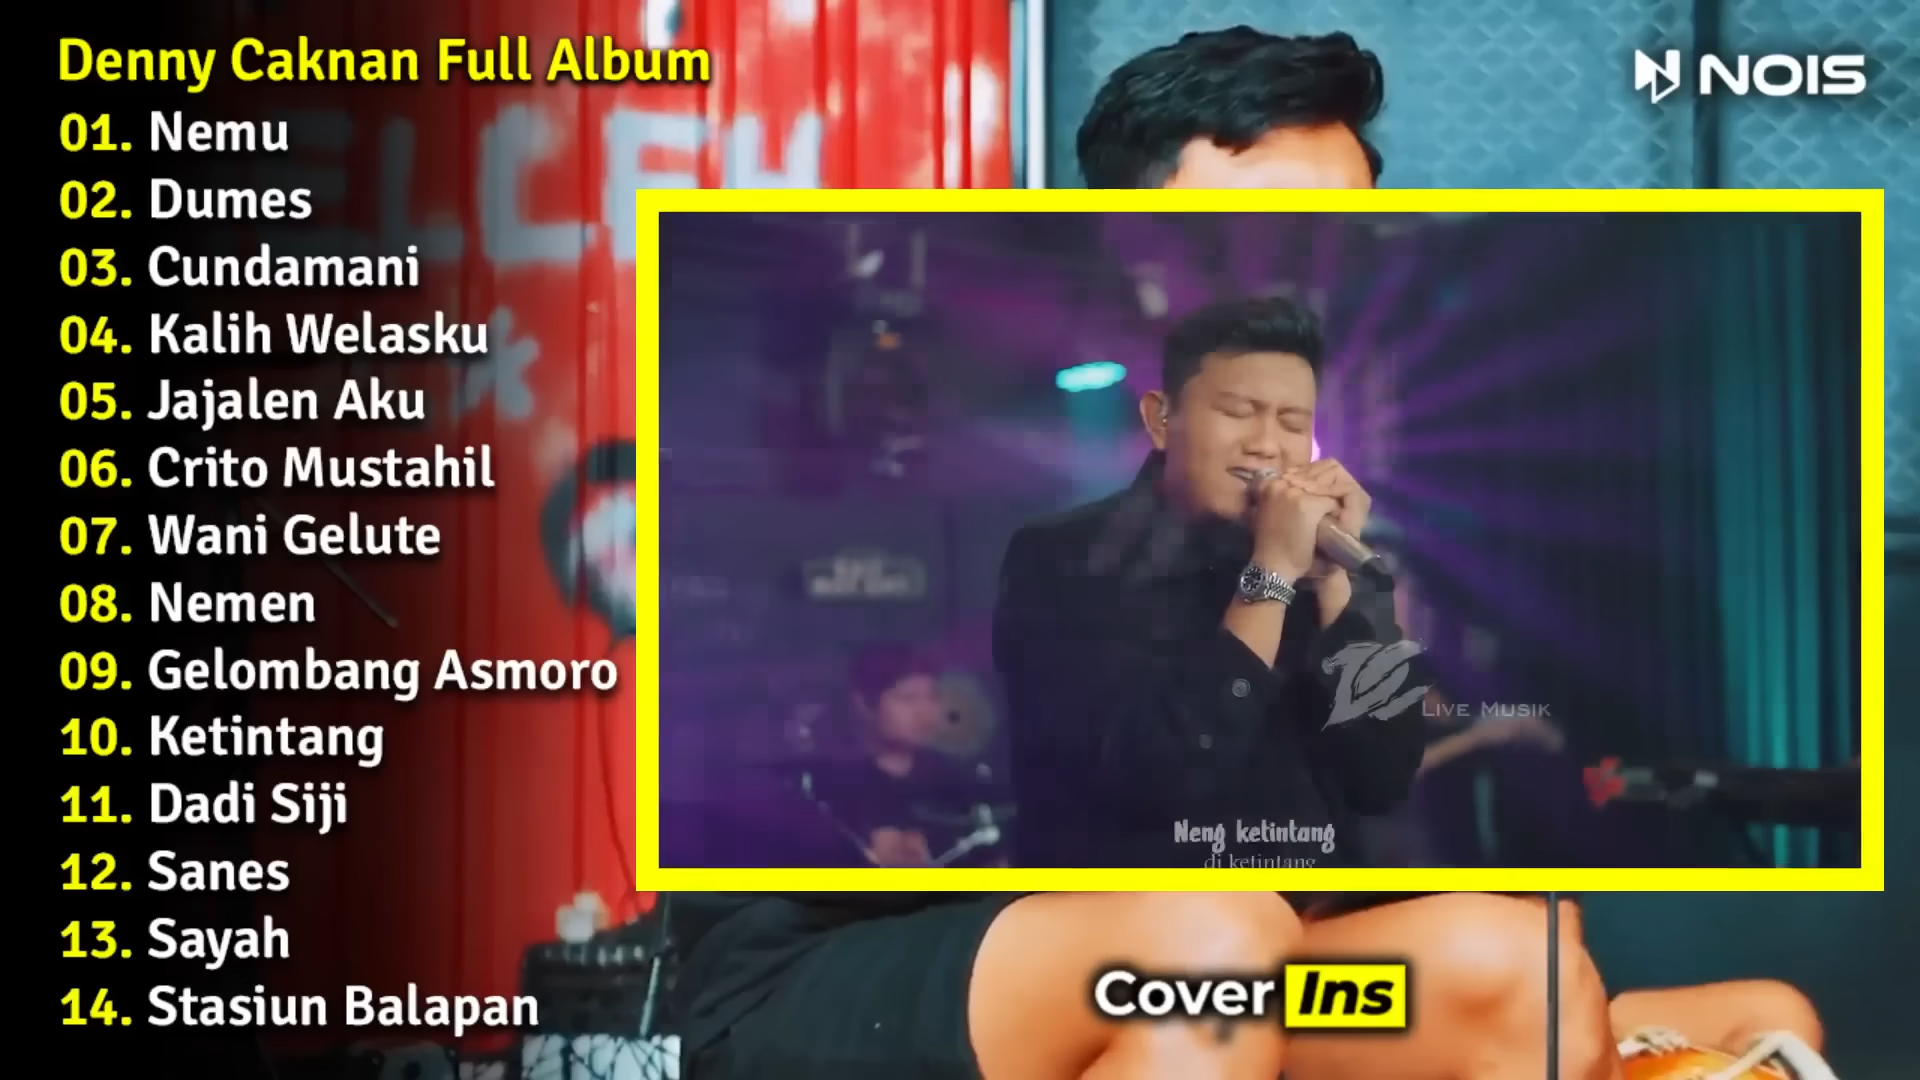 Denny Caknan Full Album
01. Nemu
02. Dumes
03. Cundamani
04. Kalih Welasku
05. Jajalen Aku
06. Crito Mustahil
07. Wani Gelute
08. Nemen
09. Gelombang Asmoro
10. Ketintang
11. Dadi Siji
12. Sanes
13. Sayah
14. Stasiun Balapan
NOIS
Live Musik
Neng ketintang
di ketintang
Cover Ins